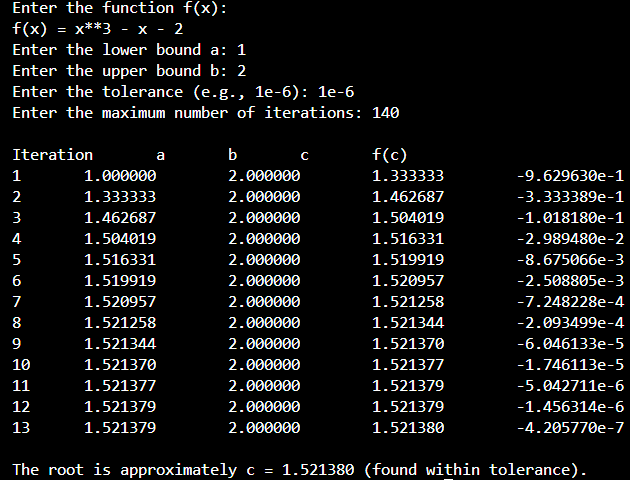 Enter the function f(x):
f(x) = x**3 - x - 2
Enter the lower bound a: 1
Enter the upper bound b: 2
Enter the tolerance (e.g., 1e-6): 1e-6
Enter the maximum number of iterations: 140
Iteration a b c f(c)
1 1.000000 2.000000 1.333333 -9.629630e-1
2 1.333333 2.000000 1.462687 -3.333389e-1
3 1.462687 2.000000 1.504019 -1.018180e-1
4 1.504019 2.000000 1.516331 -2.989480e-2
5 1.516331 2.000000 1.519919 -8.675066e-3
6 1.519919 2.000000 1.520957 -2.508805e-3
7 1.520957 2.000000 1.521258 -7.248228e-4
8 1.521258 2.000000 1.521344 -2.093499e-4
9 1.521344 2.000000 1.521370 -6.046133e-5
10 1.521370 2.000000 1.521377 -1.746113e-5
11 1.521377 2.000000 1.521379 -5.042711e-6
12 1.521379 2.000000 1.521379 -1.456314e-6
13 1.521379 2.000000 1.521380 -4.205770e-7
The root is approximately c = 1.521380 (found within tolerance).